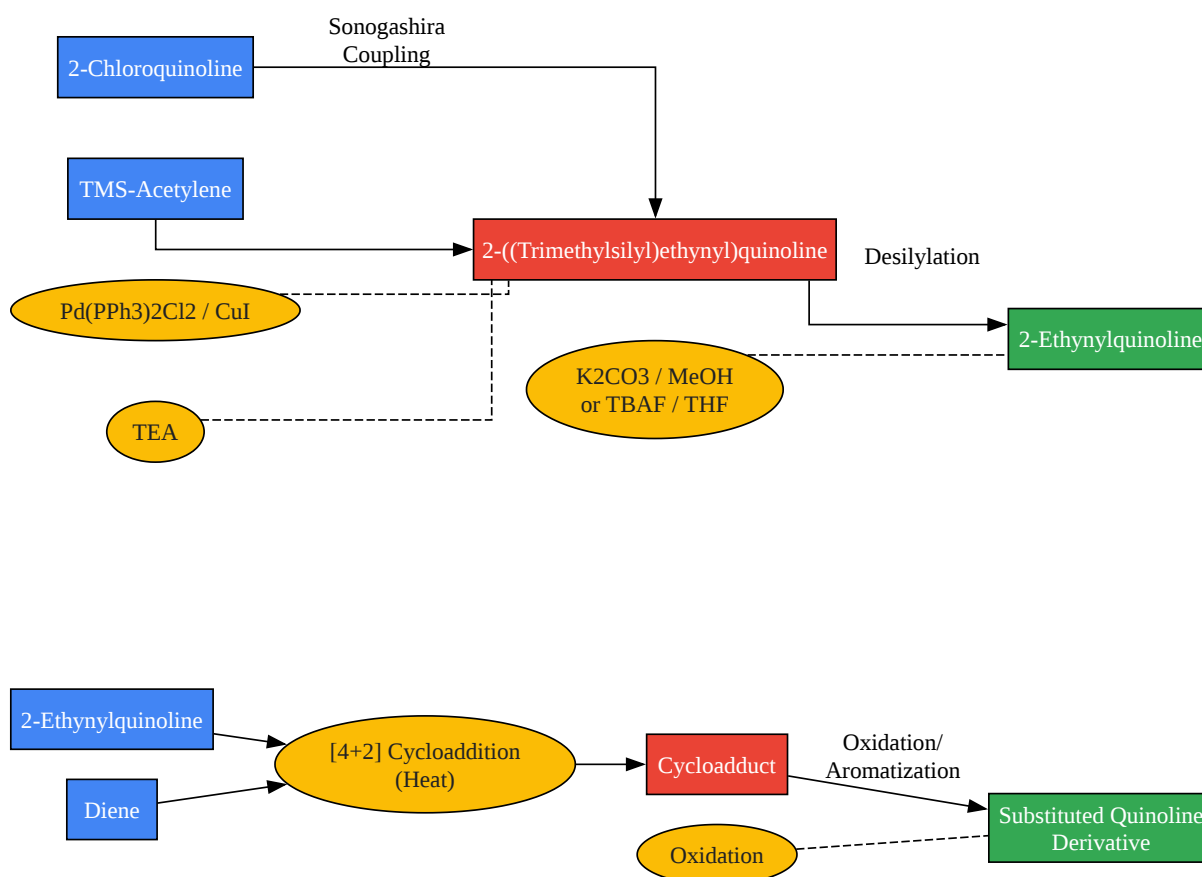 Sonogashira
Coupling
2-Chloroquinoline
TMS-Acetylene
2-((Trimethylsilyl)ethynyl)quinoline
Desilylation
Pd(PPh3)2Cl2 / CuI
2-Ethynylquinoline
K2CO3 / MeOH
or TBAF / THF
TEA
2-Ethynylquinoline
[4+2] Cycloaddition
(Heat)
Cycloadduct
Oxidation/
Aromatization
Diene
Substituted Quinoline
Derivative
Oxidation